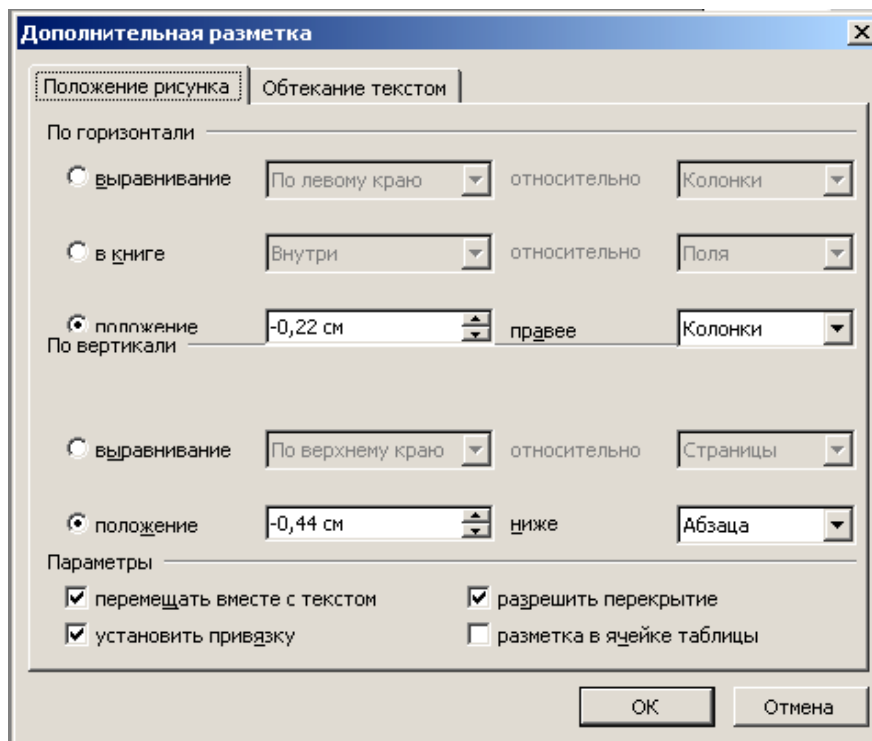 Дополнительная разметка
Положение рисунка Обтекание текстом
По горизонтали
выравнивание По левому краю относительно Колонки
в книге Внутри относительно Поля
положение -0,22 см правее Колонки
По вертикали
выравнивание По верхнему краю относительно Страницы
положение -0,44 см ниже Абзаца
Параметры
перемещать вместе с текстом разрешить перекрытие
установить привязку разметка в ячейке таблицы
ОК Отмена